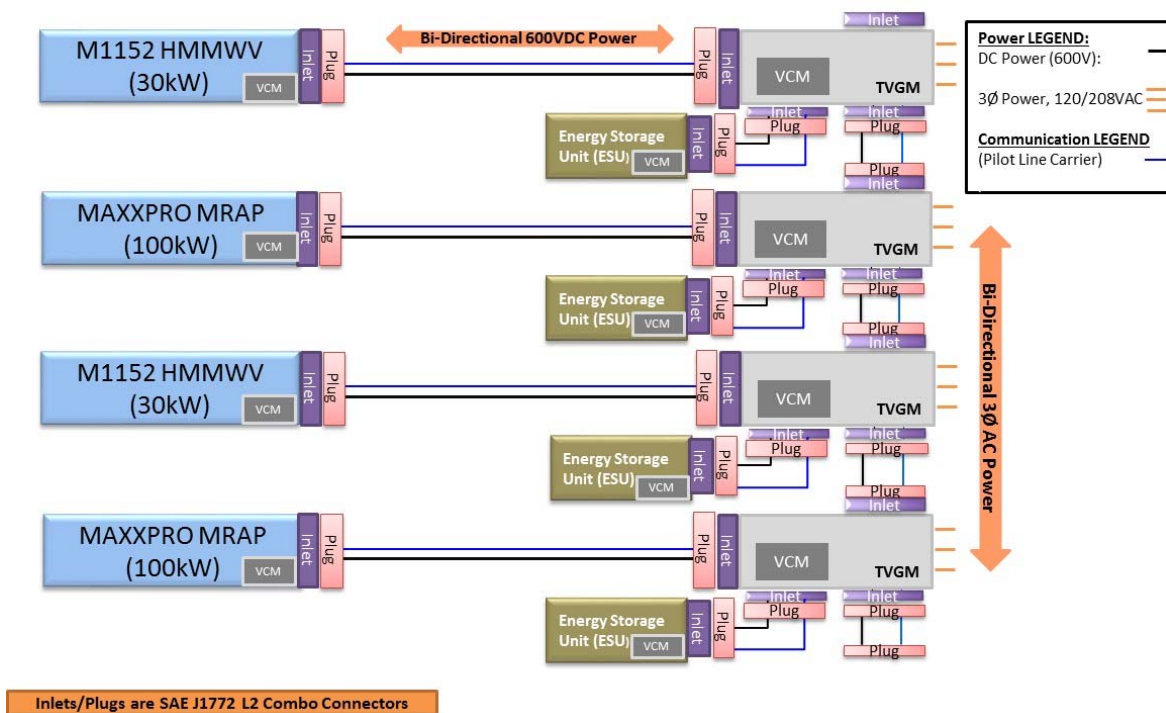 M1152 HMMWV
(30kW)
VCM
Inlet
Plug
Bi-Directional 600VDC Power
Plug
Inlet
Inlet
VCM
TVGM
Inlet
Plug
Inlet
Plug
Energy Storage
Unit (ESU)
VCM
Inlet
Plug
Plug
Inlet
MAXXPRO MRAP
(100kW)
VCM
Inlet
Plug
Plug
Inlet
VCM
TVGM
Inlet
Plug
Inlet
Plug
Energy Storage
Unit (ESU)
VCM
Inlet
Plug
Plug
Inlet
M1152 HMMWV
(30kW)
VCM
Inlet
Plug
Plug
Inlet
VCM
TVGM
Inlet
Plug
Inlet
Plug
Energy Storage
Unit (ESU)
VCM
Inlet
Plug
Plug
Inlet
MAXXPRO MRAP
(100kW)
VCM
Inlet
Plug
Plug
Inlet
VCM
TVGM
Inlet
Plug
Inlet
Plug
Energy Storage
Unit (ESU)
VCM
Inlet
Plug
Plug
Power LEGEND:
DC Power (600V):
3Ø Power, 120/208VAC
Communication LEGEND
(Pilot Line Carrier)
Bi-Directional 3Ø AC Power
Inlets/Plugs are SAE J1772 L2 Combo Connectors